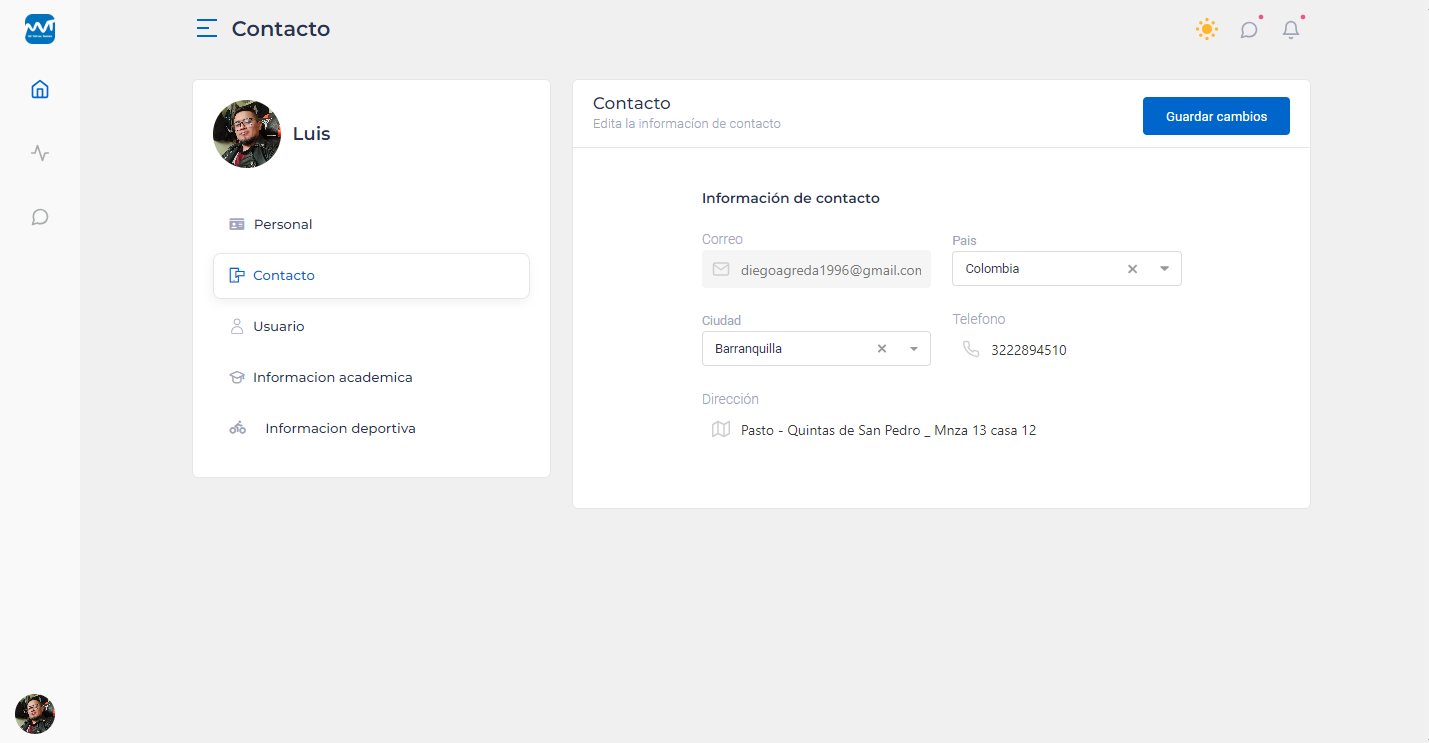 Contacto
Luis
Personal
Contacto
Usuario
Informacion academica
Informacion deportiva
Contacto
Edita la informacíon de contacto
Guardar cambios
Información de contacto
Correo
diegoagreda1996@gmail.con
Pais
Colombia
Ciudad
Barranquilla
Telefono
3222894510
Dirección
Pasto - Quintas de San Pedro _ Mnza 13 casa 12